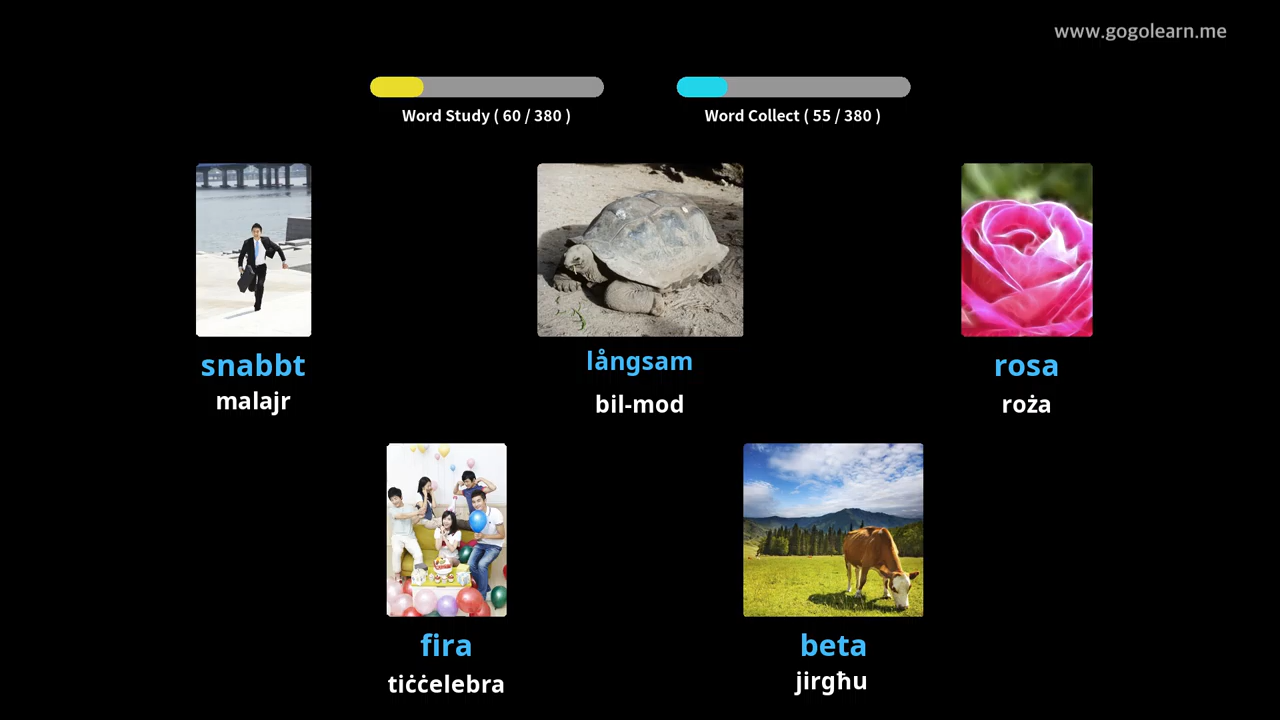 www.gogolearn.me
Word Study ( 60 / 380 )
Word Collect ( 55 / 380 )
snabbt
malajr
långsam
bil-mod
rosa
roża
fira
tiċċelebra
beta
jirgħu